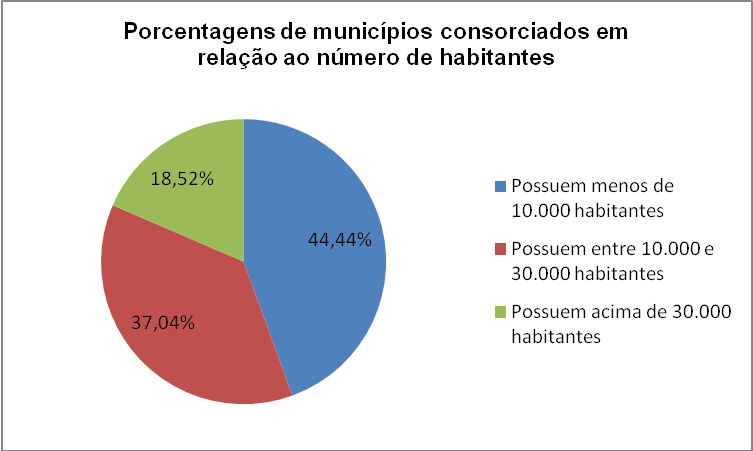 Porcentagens de municípios consorciados em
relação ao número de habitantes
18,52%
44,44%
37,04%
Possuem menos de
10.000 habitantes
Possuem entre 10.000 e
30.000 habitantes
Possuem acima de 30.000
habitantes